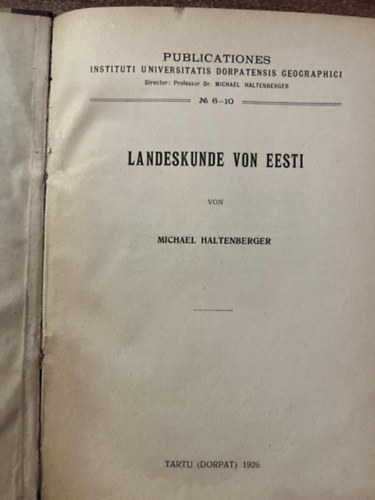 PUBLICATIONES
INSTITUTI UNIVERSITATIS DORPATENSIS GEOGRAPHICI
Director: Professor Dr. MICHAEL HALTENBERGER
№ 6–10
LANDESKUNDE VON EESTI
VON
MICHAEL HALTENBERGER
TARTU (DORPAT) 1926